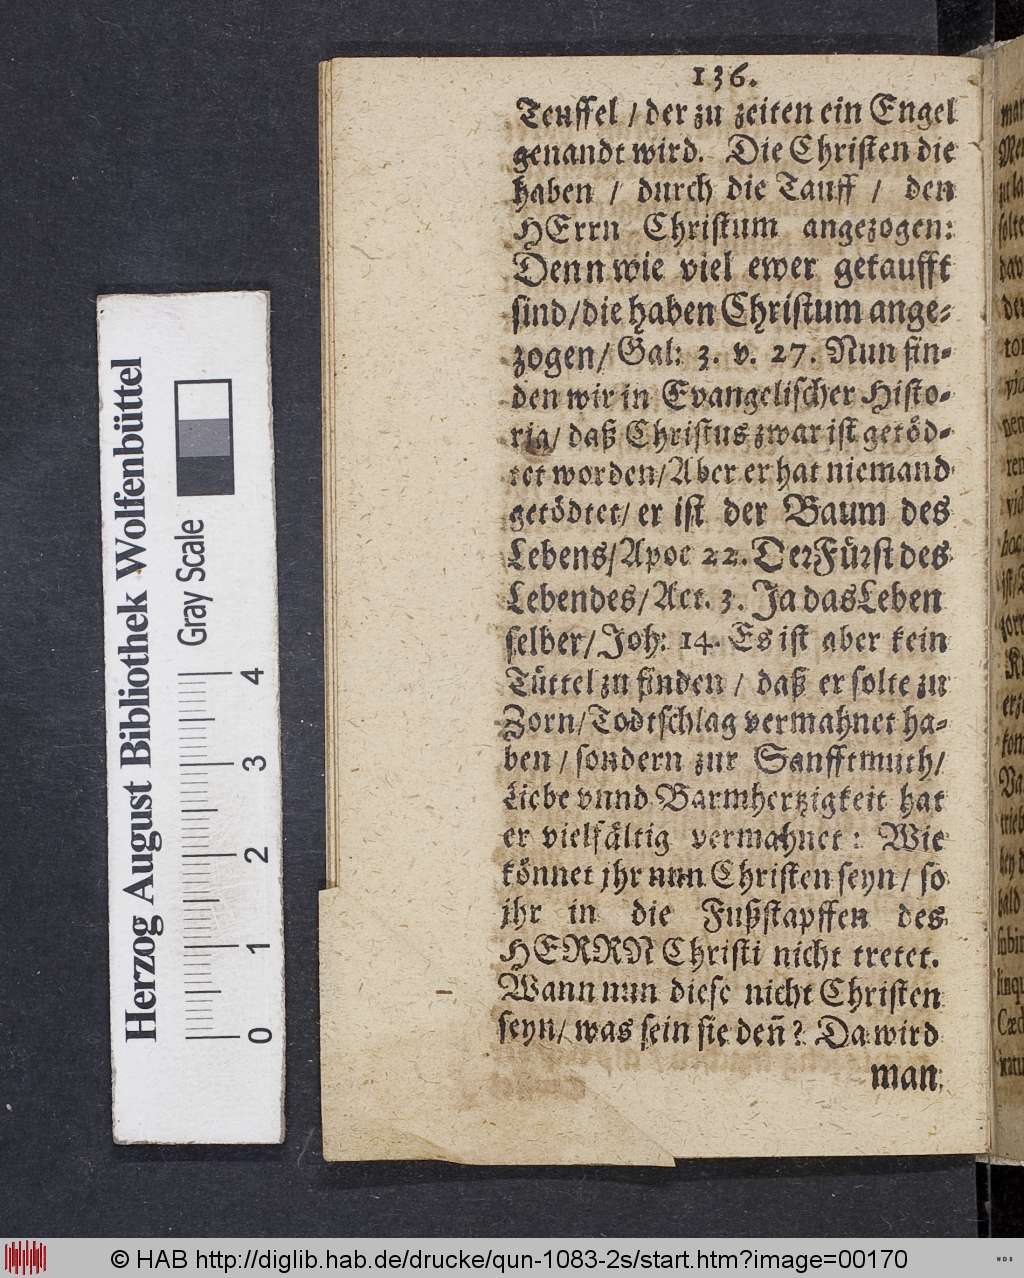 136.
Teuffel / der zu zeiten ein Engel
genandt wird. Die Christen die
haben / durch die Tauff / den
HErrn Christum angezogen:
Denn wie viel ewer getaufft
sind/die haben Christum ange-
zogen/ Gal: 3. v. 27. Nun fin-
den wir in Evangelischer Histo-
ria/ daß Christus zwar ist getöd-
tet worden/Aber er hat niemand
getödtet/ er ist der Baum des
Lebens/Apoc 22. Der Fürst des
Lebendes/Act. 3. Ja das Leben
selber/Joh: 14. Es ist aber kein
Tüttel zu finden / daß er solte zu
Zorn/Todtschlag vermahnet ha-
ben / sondern zur Sanfftmuth/
Liebe vnnd Barmhertzigkeit hat
er vielfältig vermahnet : Wie
könnet jhr nun Christen seyn/ so
jhr in die Fußstapffen des
HERRN Christi nicht tretet.
Wann nun diese nicht Christen
seyn/ was sein sie deñ? Da wird
man
Herzog August Bibliothek Wolfenbüttel
Gray Scale
0 1 2 3 4
© HAB http://diglib.hab.de/drucke/qun-1083-2s/start.htm?image=00170